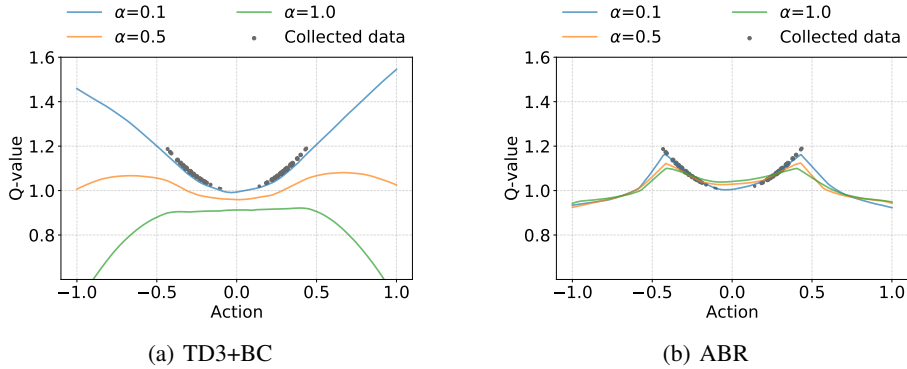 α=0.1 α=1.0
α=0.5 Collected data
1.6
1.4
1.2
1.0
0.8
Q-value
−1.0 −0.5 0.0 0.5 1.0
Action
(a) TD3+BC
α=0.1 α=1.0
α=0.5 Collected data
1.6
1.4
1.2
1.0
0.8
Q-value
−1.0 −0.5 0.0 0.5 1.0
Action
(b) ABR